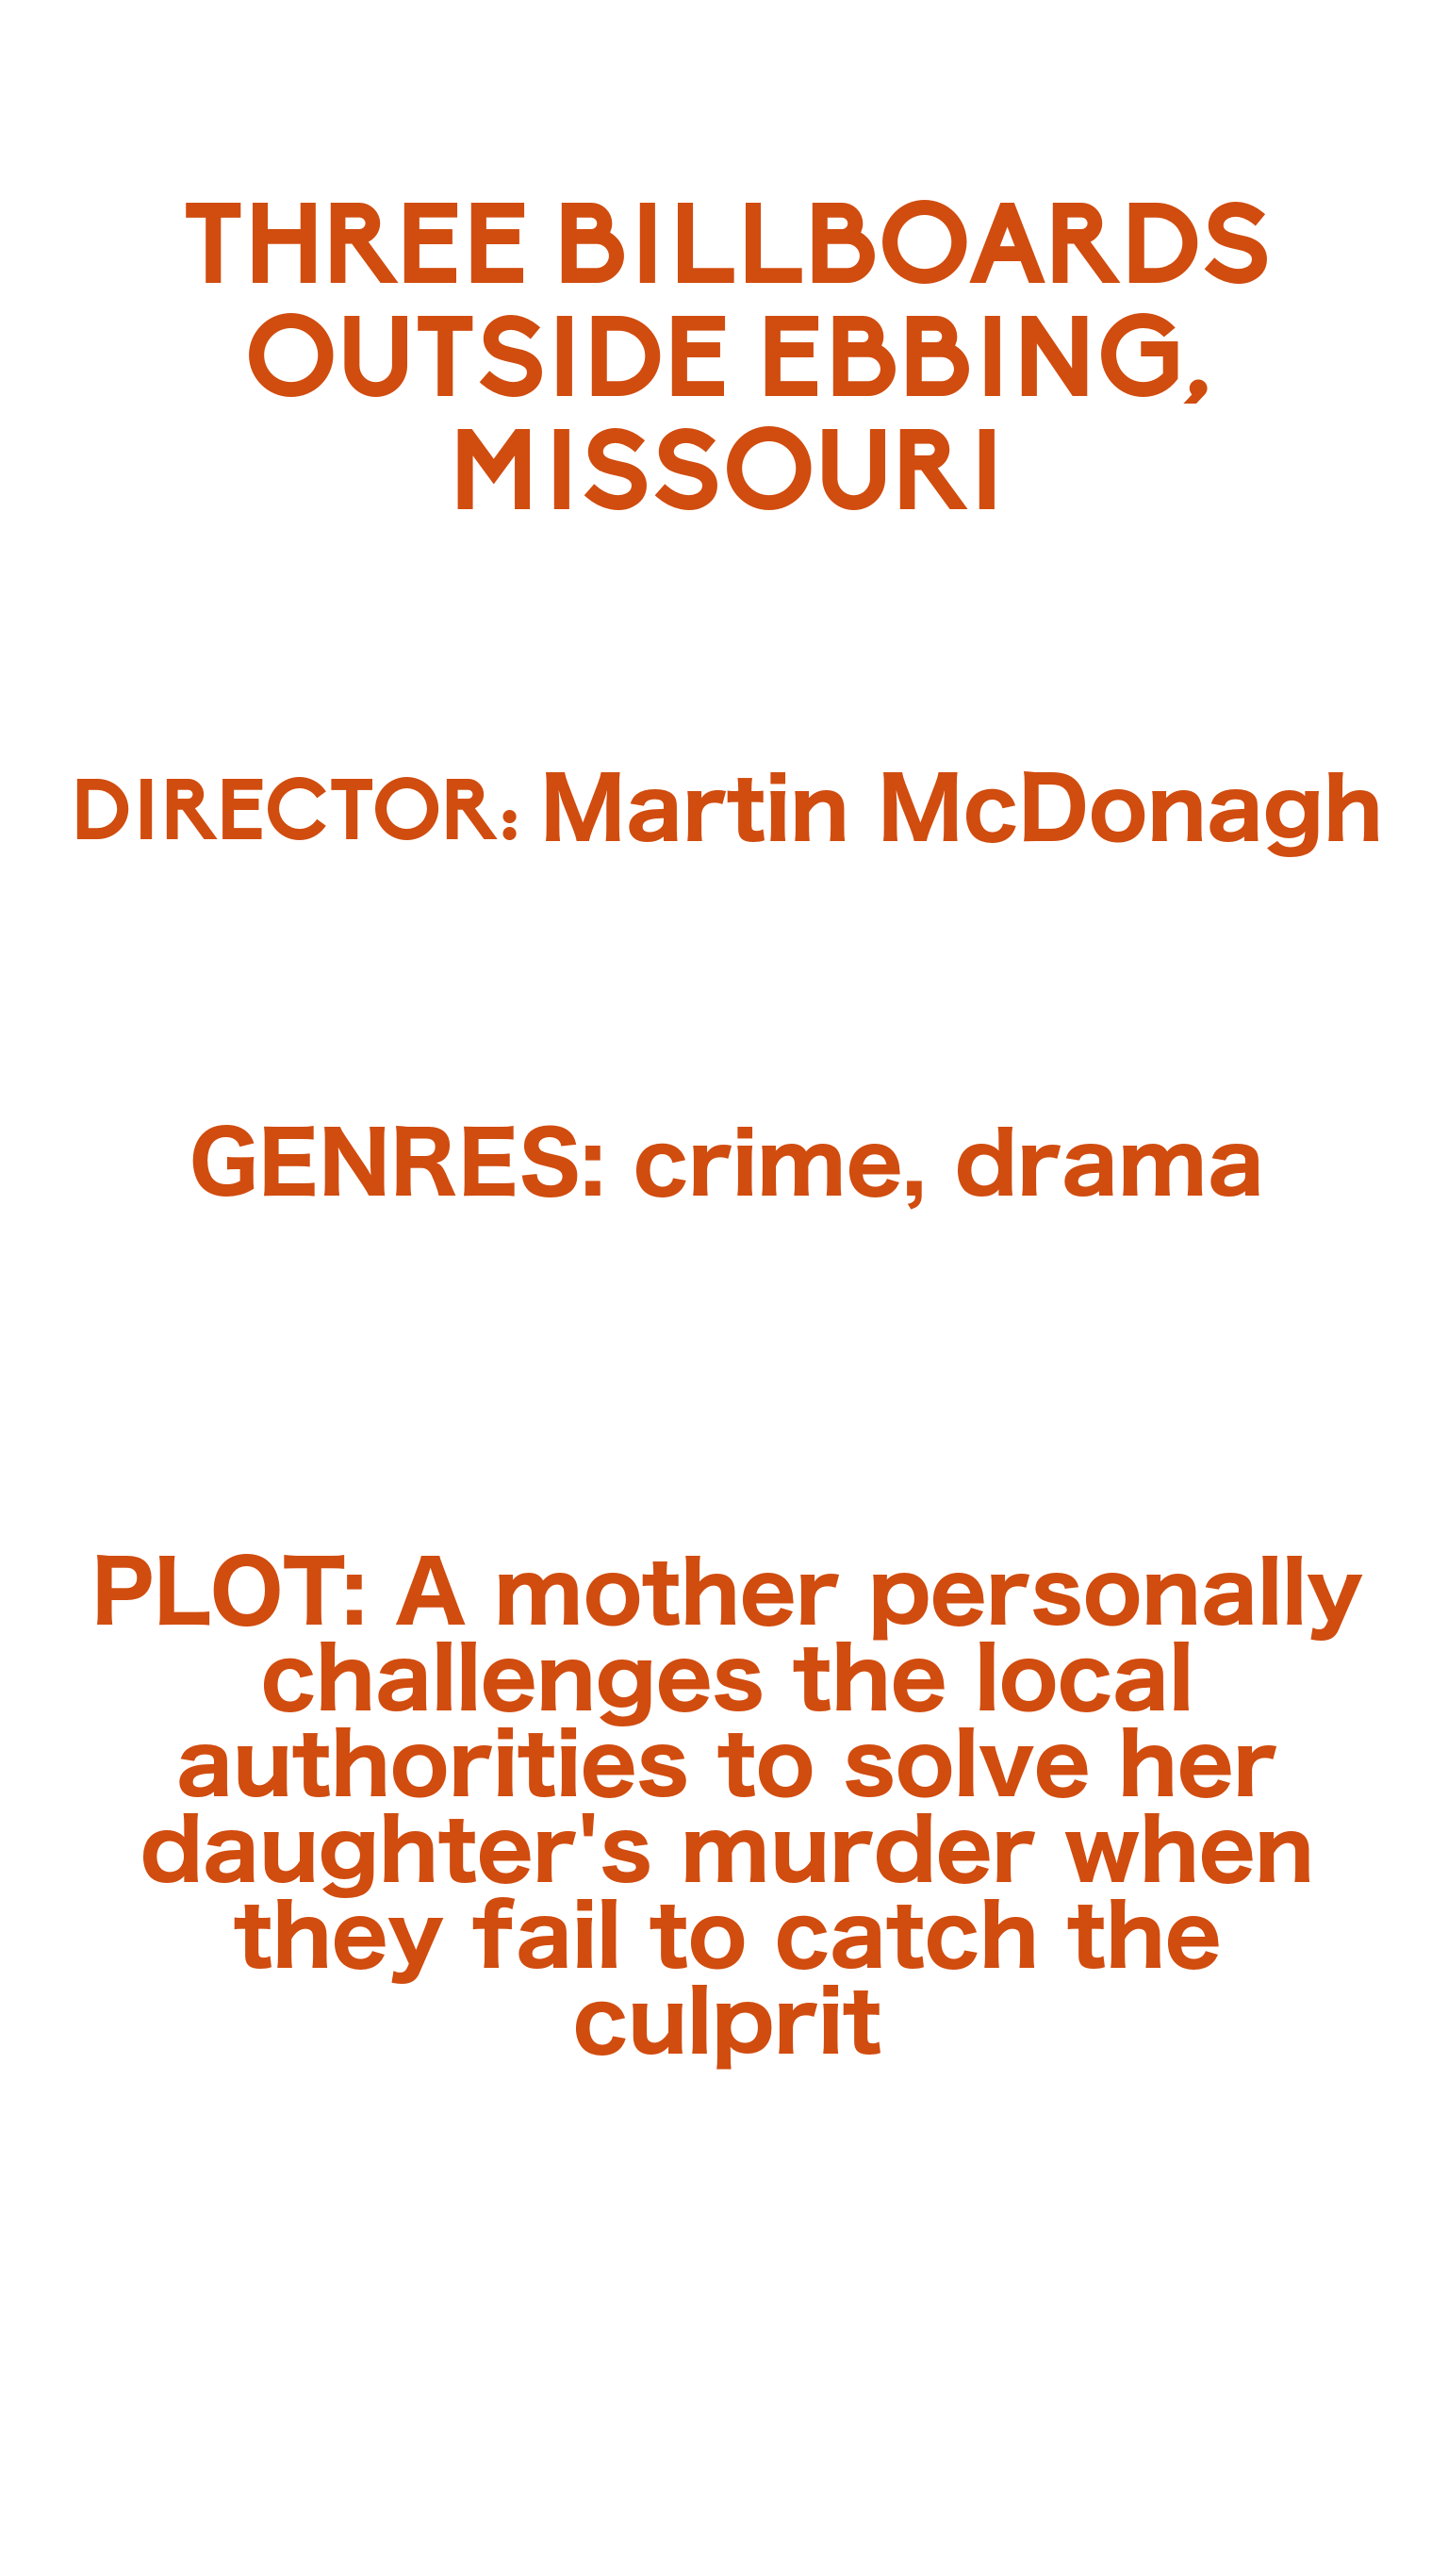 THREE BILLBOARDS
OUTSIDE EBBING,
MISSOURI
DIRECTOR: Martin McDonagh
GENRES: crime, drama
PLOT: A mother personally
challenges the local
authorities to solve her
daughter's murder when
they fail to catch the
culprit